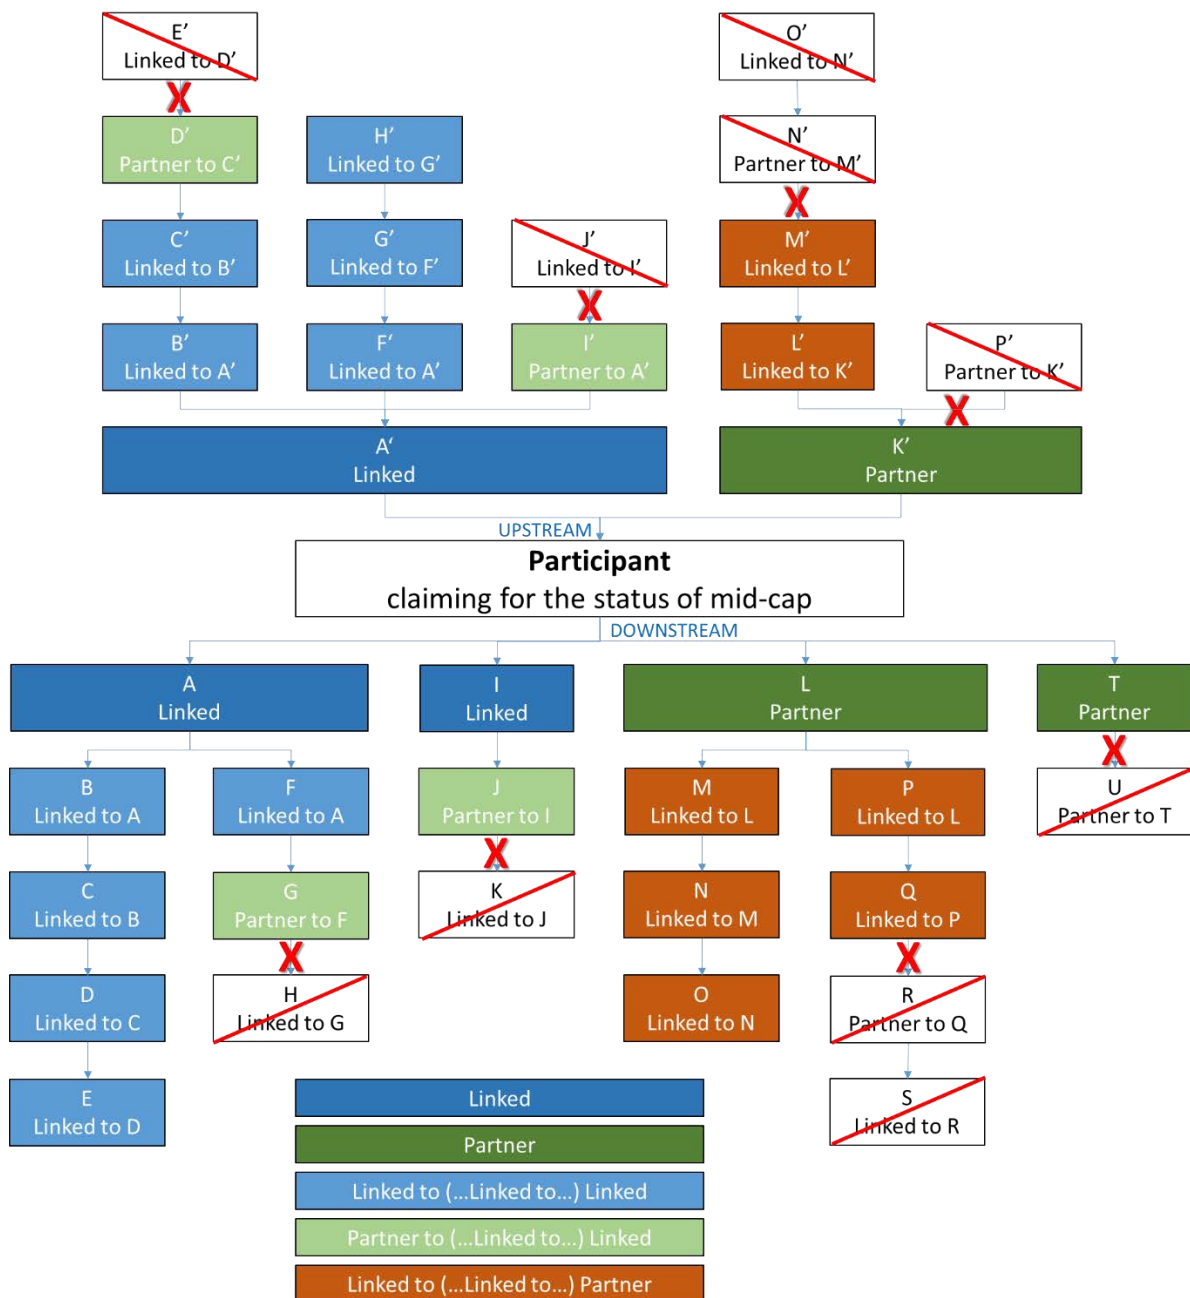 E’
Linked to D’
O’
Linked to N’
D’
Partner to C’
H’
Linked to G’
N’
Partner to M’
C’
Linked to B’
G’
Linked to F’
J’
Linked to I’
M’
Linked to L’
B’
Linked to A’
F’
Linked to A’
I’
Partner to A’
L’
Linked to K’
P’
Partner to K’
A‘
Linked
K’
Partner
UPSTREAM
Participant
claiming for the status of mid-cap
DOWNSTREAM
A
Linked
I
Linked
L
Partner
T
Partner
B
Linked to A
F
Linked to A
J
Partner to I
M
Linked to L
P
Linked to L
U
Partner to T
C
Linked to B
G
Partner to F
K
Linked to J
N
Linked to M
Q
Linked to P
D
Linked to C
H
Linked to G
O
Linked to N
R
Partner to Q
E
Linked to D
S
Linked to R
Linked
Partner
Linked to (...Linked to...) Linked
Partner to (...Linked to...) Linked
Linked to (...Linked to...) Partner